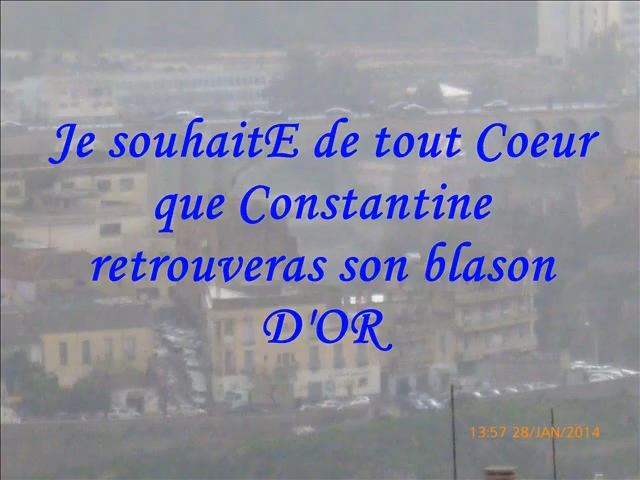 Je souhaitE de tout Coeur
que Constantine
retrouveras son blason
D'OR
13:57 28/JAN/2014